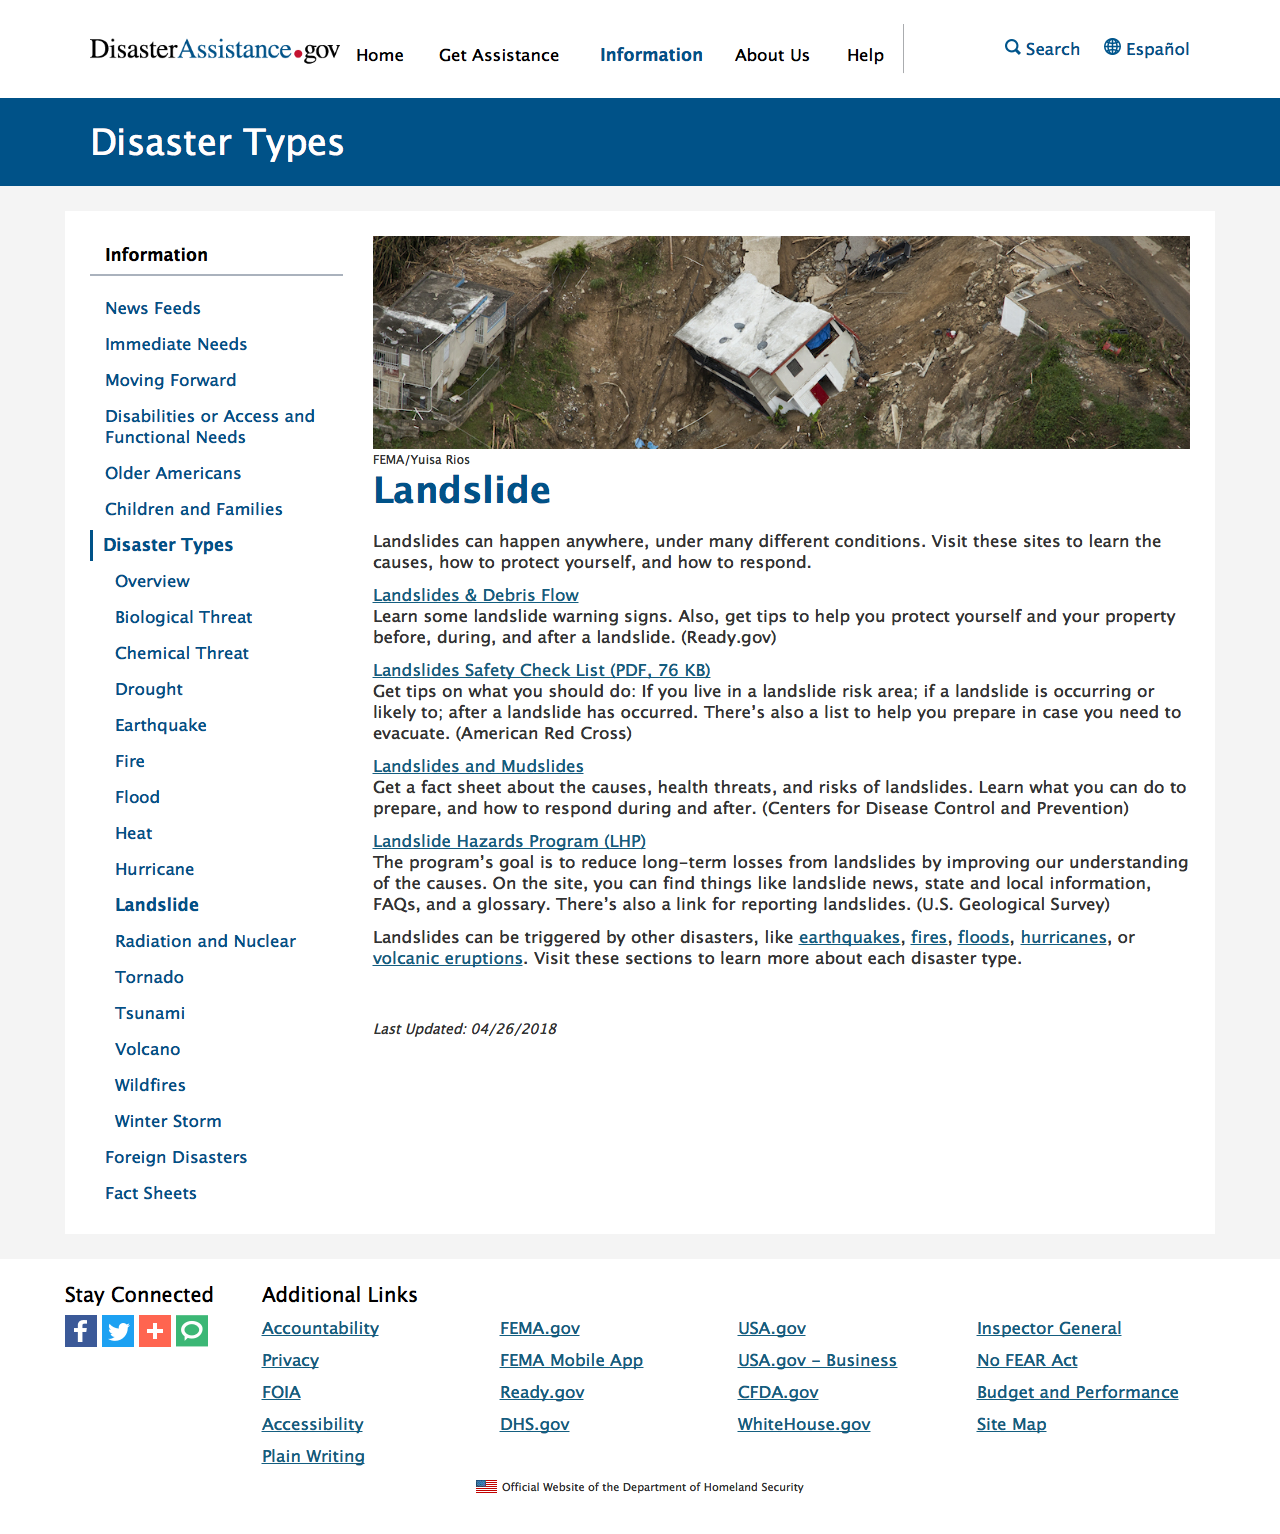 DisasterAssistance.gov
Home
Get Assistance
Information
About Us
Help
Search
Español
Disaster Types
Information
News Feeds
Immediate Needs
Moving Forward
Disabilities or Access and
Functional Needs
Older Americans
Children and Families
Disaster Types
Overview
Biological Threat
Chemical Threat
Drought
Earthquake
Fire
Flood
Heat
Hurricane
Landslide
Radiation and Nuclear
Tornado
Tsunami
Volcano
Wildfires
Winter Storm
Foreign Disasters
Fact Sheets
FEMA/Yuisa Rios
Landslide
Landslides can happen anywhere, under many different conditions. Visit these sites to learn the
causes, how to protect yourself, and how to respond.
Landslides & Debris Flow
Learn some landslide warning signs. Also, get tips to help you protect yourself and your property
before, during, and after a landslide. (Ready.gov)
Landslides Safety Check List (PDF, 76 KB)
Get tips on what you should do: If you live in a landslide risk area; if a landslide is occurring or
likely to; after a landslide has occurred. There's also a list to help you prepare in case you need to
evacuate. (American Red Cross)
Landslides and Mudslides
Get a fact sheet about the causes, health threats, and risks of landslides. Learn what you can do to
prepare, and how to respond during and after. (Centers for Disease Control and Prevention)
Landslide Hazards Program (LHP)
The program's goal is to reduce long-term losses from landslides by improving our understanding
of the causes. On the site, you can find things like landslide news, state and local information,
FAQs, and a glossary. There's also a link for reporting landslides. (U.S. Geological Survey)
Landslides can be triggered by other disasters, like earthquakes, fires, floods, hurricanes, or
volcanic eruptions. Visit these sections to learn more about each disaster type.
Last Updated: 04/26/2018
Stay Connected
Additional Links
Accountability
Privacy
FOIA
Accessibility
Plain Writing
FEMA.gov
FEMA Mobile App
Ready.gov
DHS.gov
USA.gov
USA.gov - Business
CFDA.gov
WhiteHouse.gov
Inspector General
No FEAR Act
Budget and Performance
Site Map
Official Website of the Department of Homeland Security